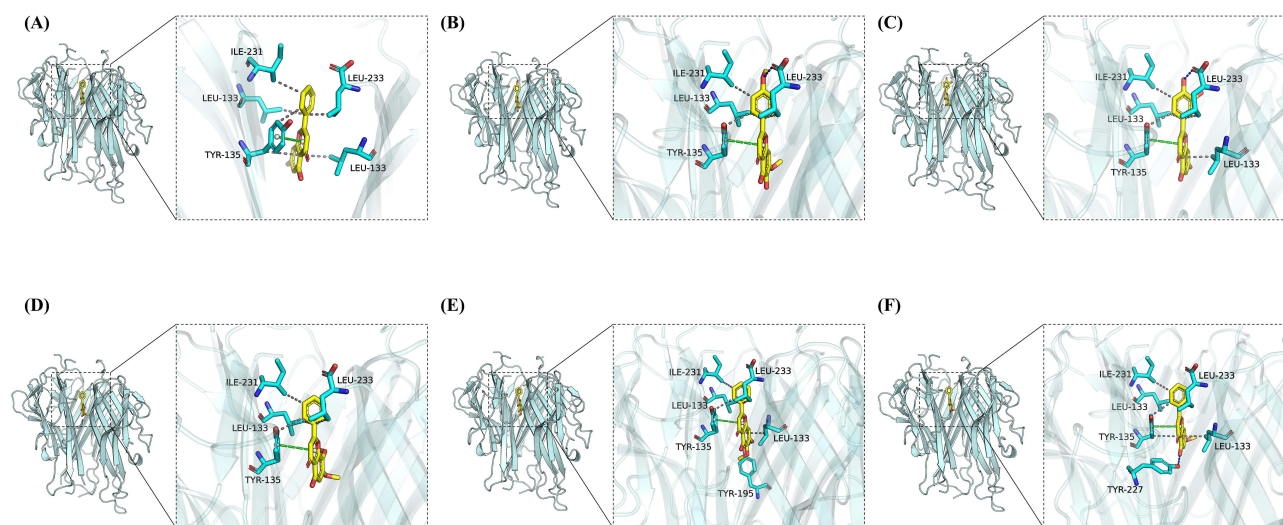 (A)
ILE-231
LEU-233
LEU-133
TYR-135
LEU-133
(B)
ILE-231
LEU-233
LEU-133
TYR-135
(C)
ILE-231
LEU-233
LEU-133
TYR-135
LEU-133
(D)
ILE-231
LEU-233
LEU-133
TYR-135
(E)
ILE-231
LEU-233
LEU-133
TYR-135
LEU-133
TYR-195
(F)
ILE-231
LEU-233
LEU-133
TYR-135
LEU-133
TYR-227